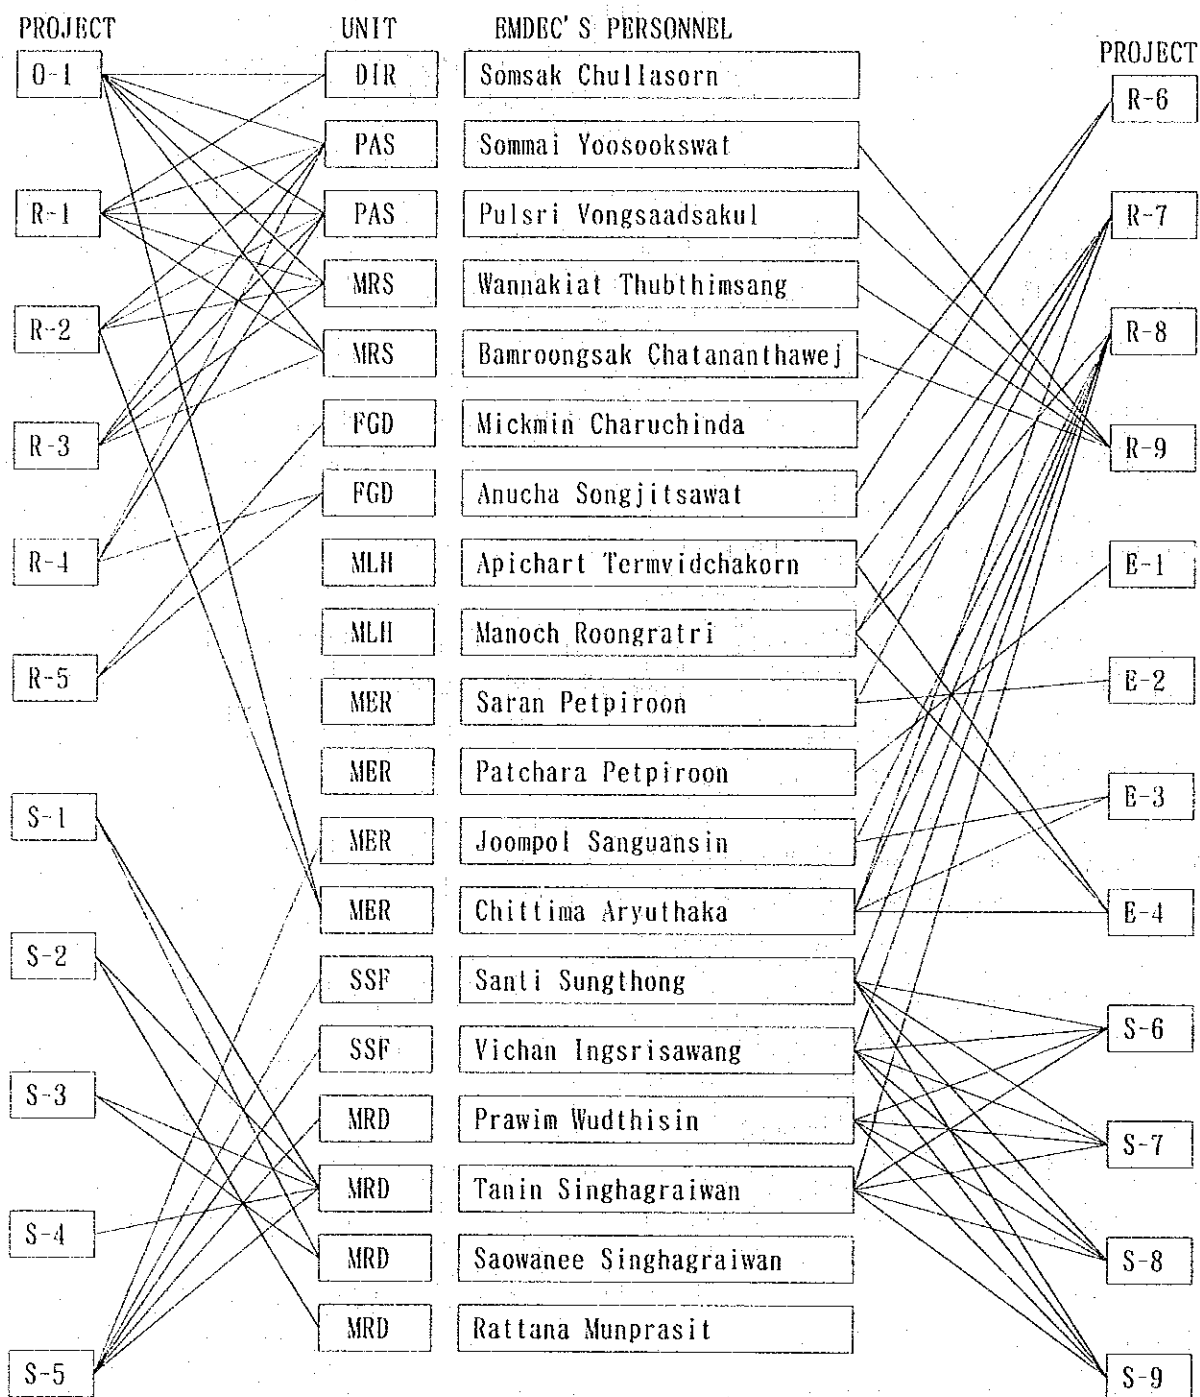 PROJECT UNIT EMDEC'S PERSONNEL PROJECT
O-1 DIR Somsak Chullasorn
R-6
PAS Sommai Yoosookswat
R-1 PAS Pulsri Vongsaadsakul R-7
MRS Wannakiat Thubthimsang
R-2 MRS Bamroongsak Chatananthawej R-8
FGD Mickmin Charuchinda
R-3 R-9
FGD Anucha Songjitsawat
R-4 MLH Apichart Termvidchakorn E-1
MLH Manoch Roongratri
R-5 MER Saran Petpiroon E-2
MER Patchara Petpiroon
S-1 E-3
MER Joompol Sanguansin
MER Chittima Aryuthaka E-4
S-2 SSF Santi Sungthong
S-6
SSF Vichan Ingsrisawang
S-3 MRD Prawim Wudthisin
S-7
MRD Tanin Singhagraiwan
S-4 MRD Saowanee Singhagraiwan S-8
MRD Rattana Munprasit
S-5 S-9